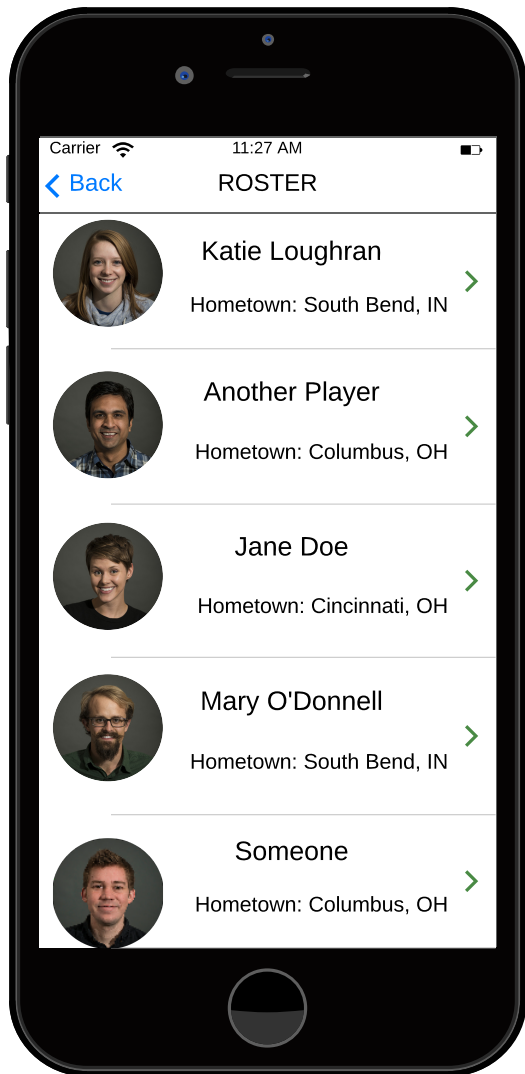 Carrier 11:27 AM
Back ROSTER
Katie Loughran
Hometown: South Bend, IN
Another Player
Hometown: Columbus, OH
Jane Doe
Hometown: Cincinnati, OH
Mary O'Donnell
Hometown: South Bend, IN
Someone
Hometown: Columbus, OH